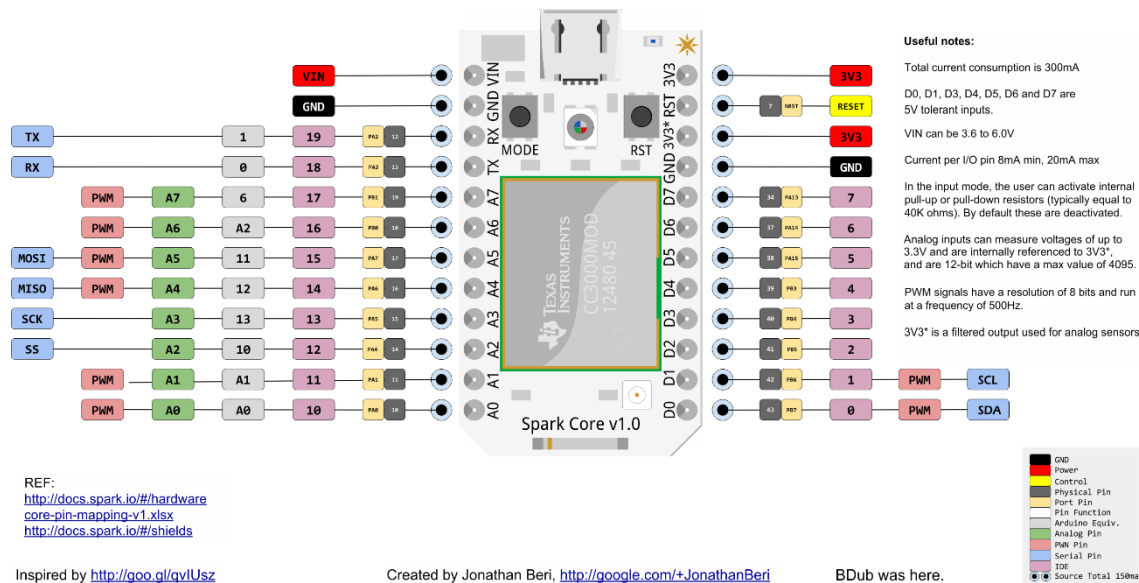 Useful notes:
Total current consumption is 300mA
D0, D1, D3, D4, D5, D6 and D7 are
5V tolerant inputs.
VIN can be 3.6 to 6.0V
Current per I/O pin 8mA min, 20mA max
In the input mode, the user can activate internal
pull-up or pull-down resistors (typically equal to
40K ohms). By default these are deactivated.
Analog inputs can measure voltages of up to
3.3V and are internally referenced to 3V3*,
and are 12-bit which have a max value of 4095.
PWM signals have a resolution of 8 bits and run
at a frequency of 500Hz.
3V3* is a filtered output used for analog sensors
VIN VIN 3V3 3V3
GND GND RST 7 NRST RESET
TX 1 19 PA2 12 RX 3V3* 3V3
RX 0 18 PA3 13 TX GND GND
PWM A7 6 17 PB1 19 A7 D7 34 PA13 7
PWM A6 A2 16 PB0 18 A6 D6 37 PA14 6
MOSI PWM A5 11 15 PA7 17 A5 D5 38 PA15 5
MISO PWM A4 12 14 PA6 16 A4 D4 39 PB3 4
SCK A3 13 13 PA5 15 A3 D3 40 PB4 3
SS A2 10 12 PA4 14 A2 D2 41 PB5 2
PWM A1 A1 11 PA1 11 A1 D1 42 PB6 1 PWM SCL
PWM A0 A0 10 PA0 10 A0 D0 43 PB7 0 PWM SDA
MODE RST
TEXAS
INSTRUMENTS
CC3000MOD
12480 45
Spark Core v1.0
GND
Power
Control
Physical Pin
Port Pin
Pin Function
Arduino Equiv.
Analog Pin
PWN Pin
Serial Pin
IDE
Source Total 150ma
REF:
http://docs.spark.io/#/hardware
core-pin-mapping-v1.xlsx
http://docs.spark.io/#/shields
Inspired by http://goo.gl/qvIUsz
Created by Jonathan Beri, http://google.com/+JonathanBeri
BDub was here.